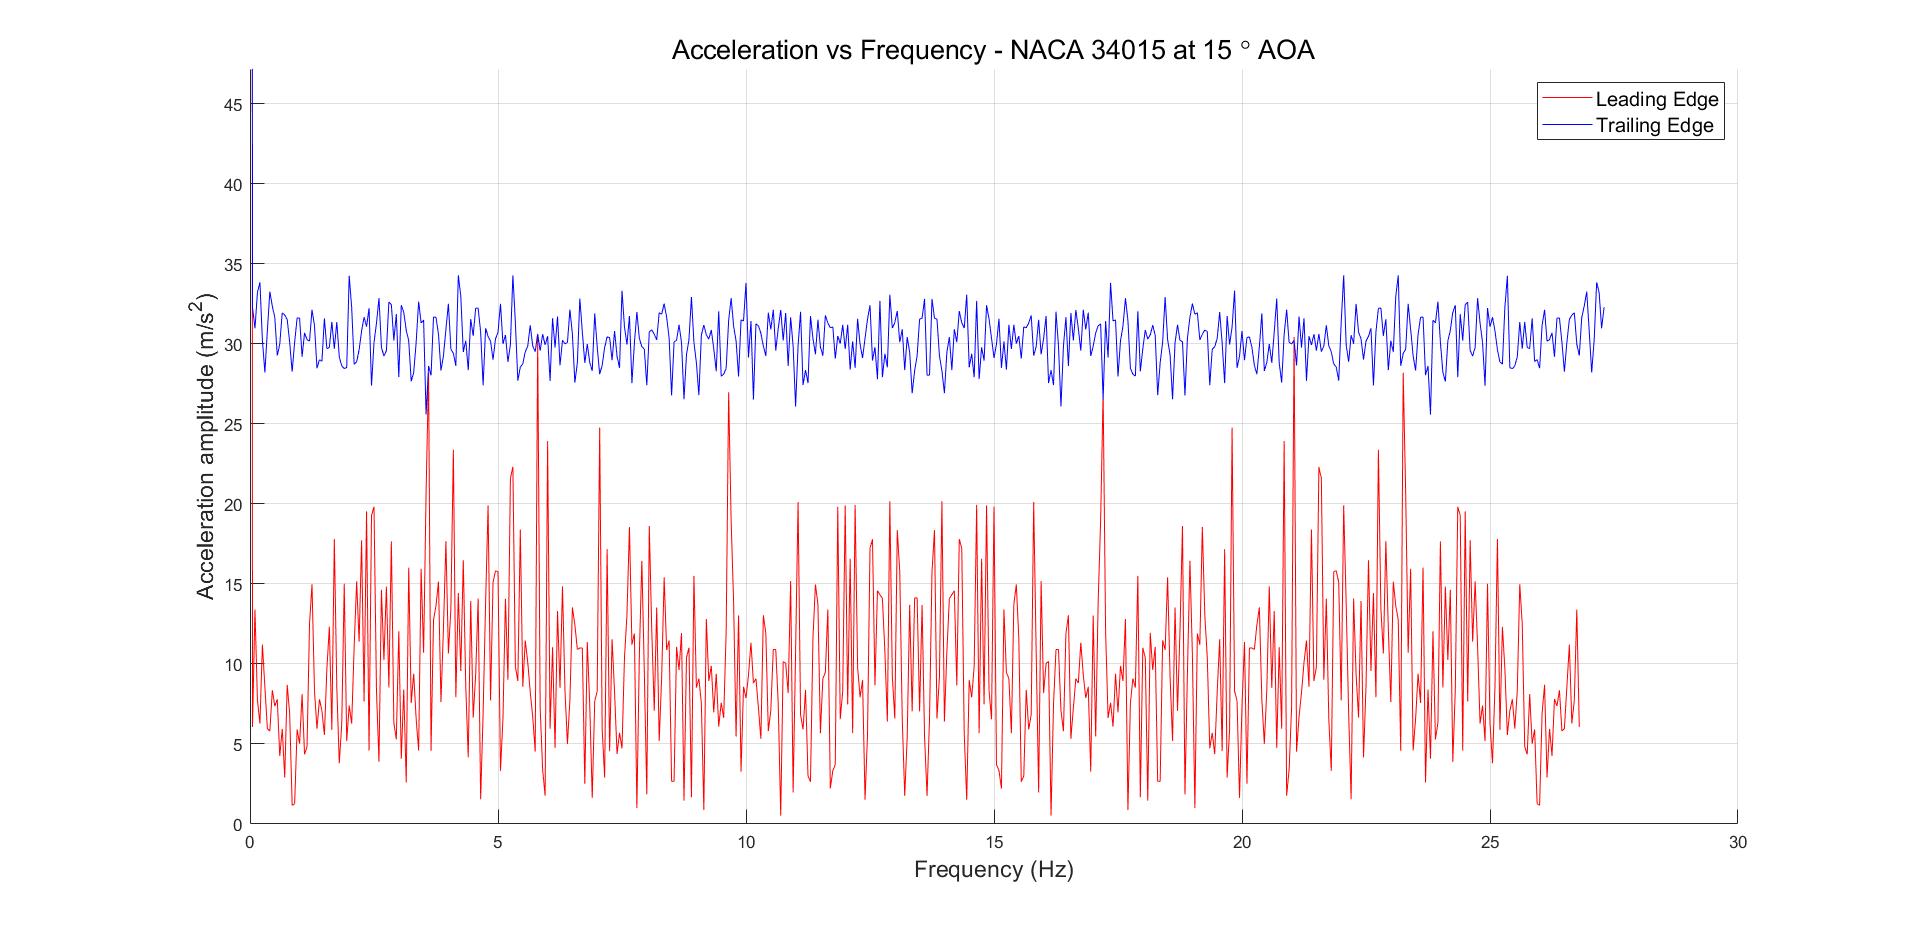 Acceleration vs Frequency - NACA 34015 at 15 ° AOA
Leading Edge
Trailing Edge
45
40
35
30
25
20
15
10
5
0
Acceleration amplitude (m/s²)
0 5 10 15 20 25 30
Frequency (Hz)